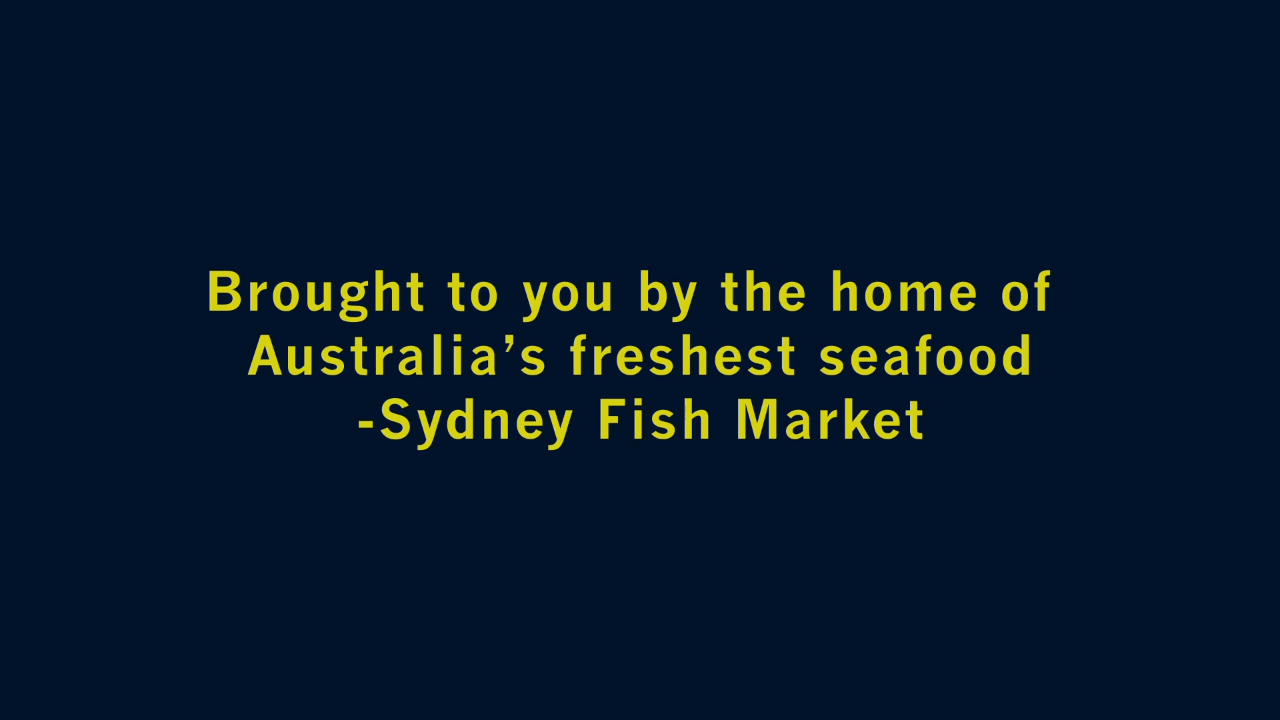 Brought to you by the home of
Australia’s freshest seafood
-Sydney Fish Market